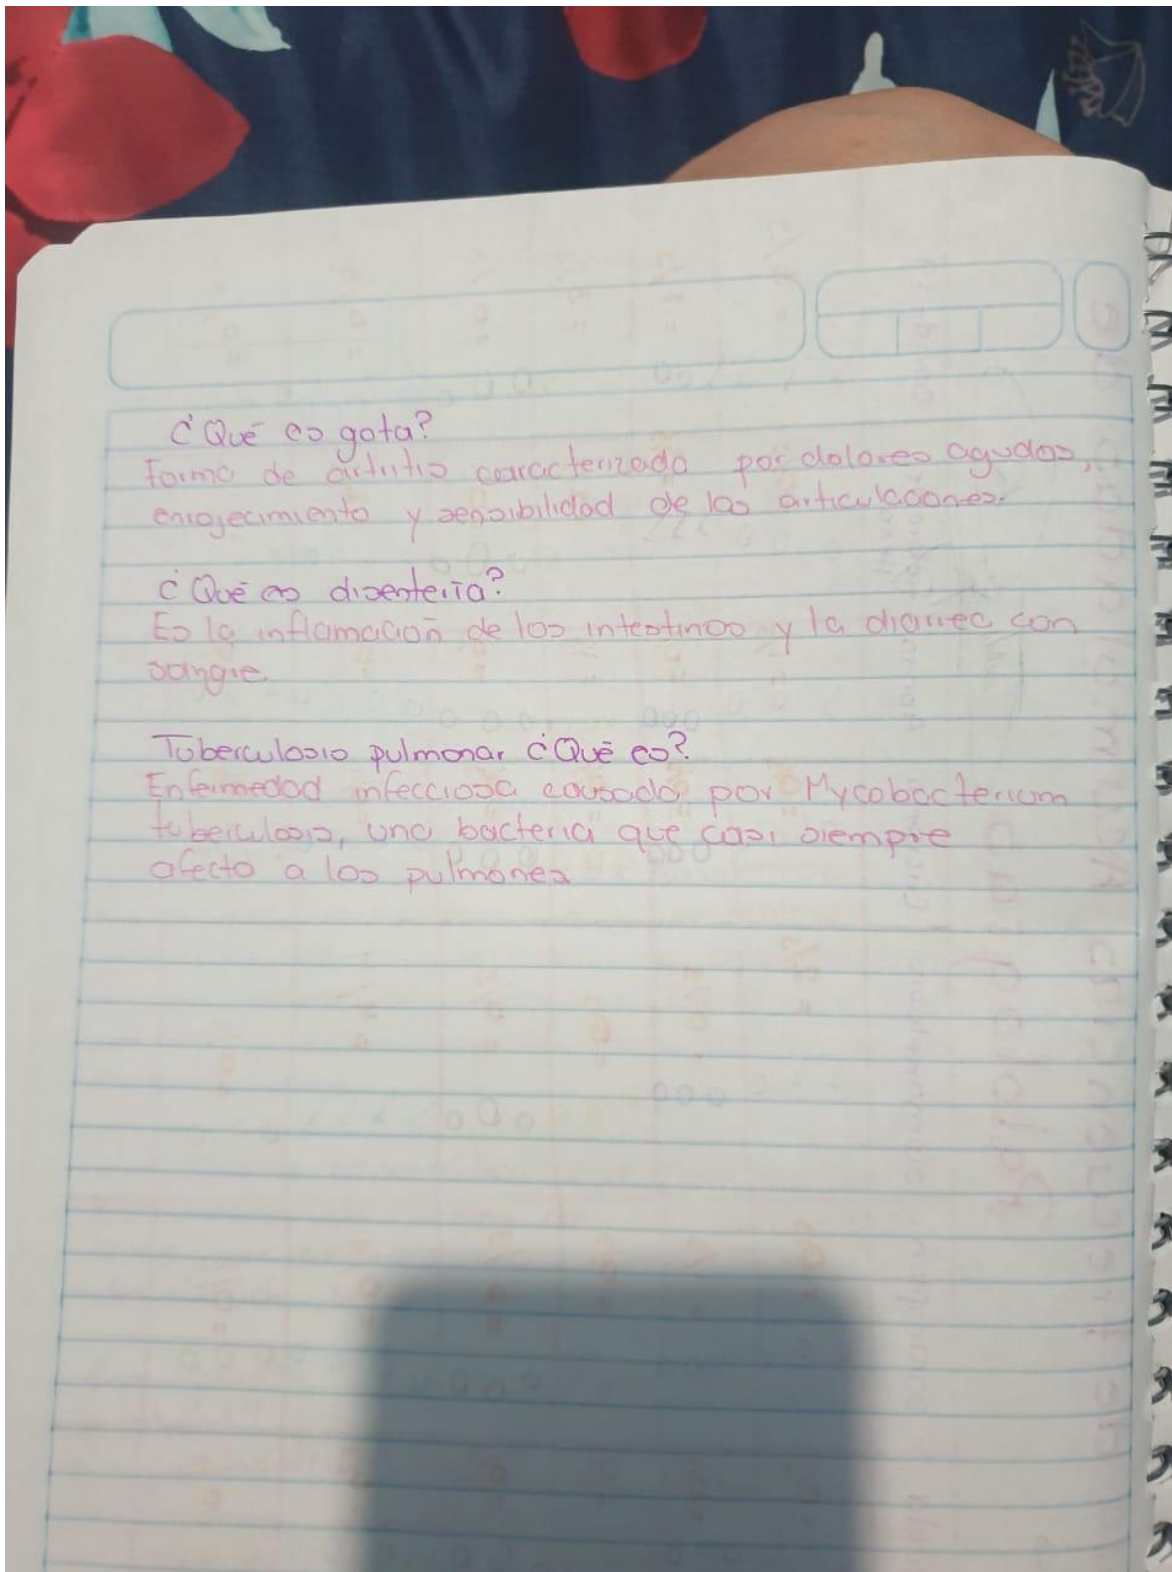 ¿Qué es gota?
Forma de artritis caracterizada por dolores agudos,
enrojecimiento y sensibilidad de las articulaciones.
¿Qué es disentería?
Es la inflamación de los intestinos y la diarrea con
sangre.
Tuberculosis pulmonar ¿Qué es?
Enfermedad infecciosa causada por Mycobacterium
tuberculosis, una bacteria que casi siempre
afecta a los pulmones